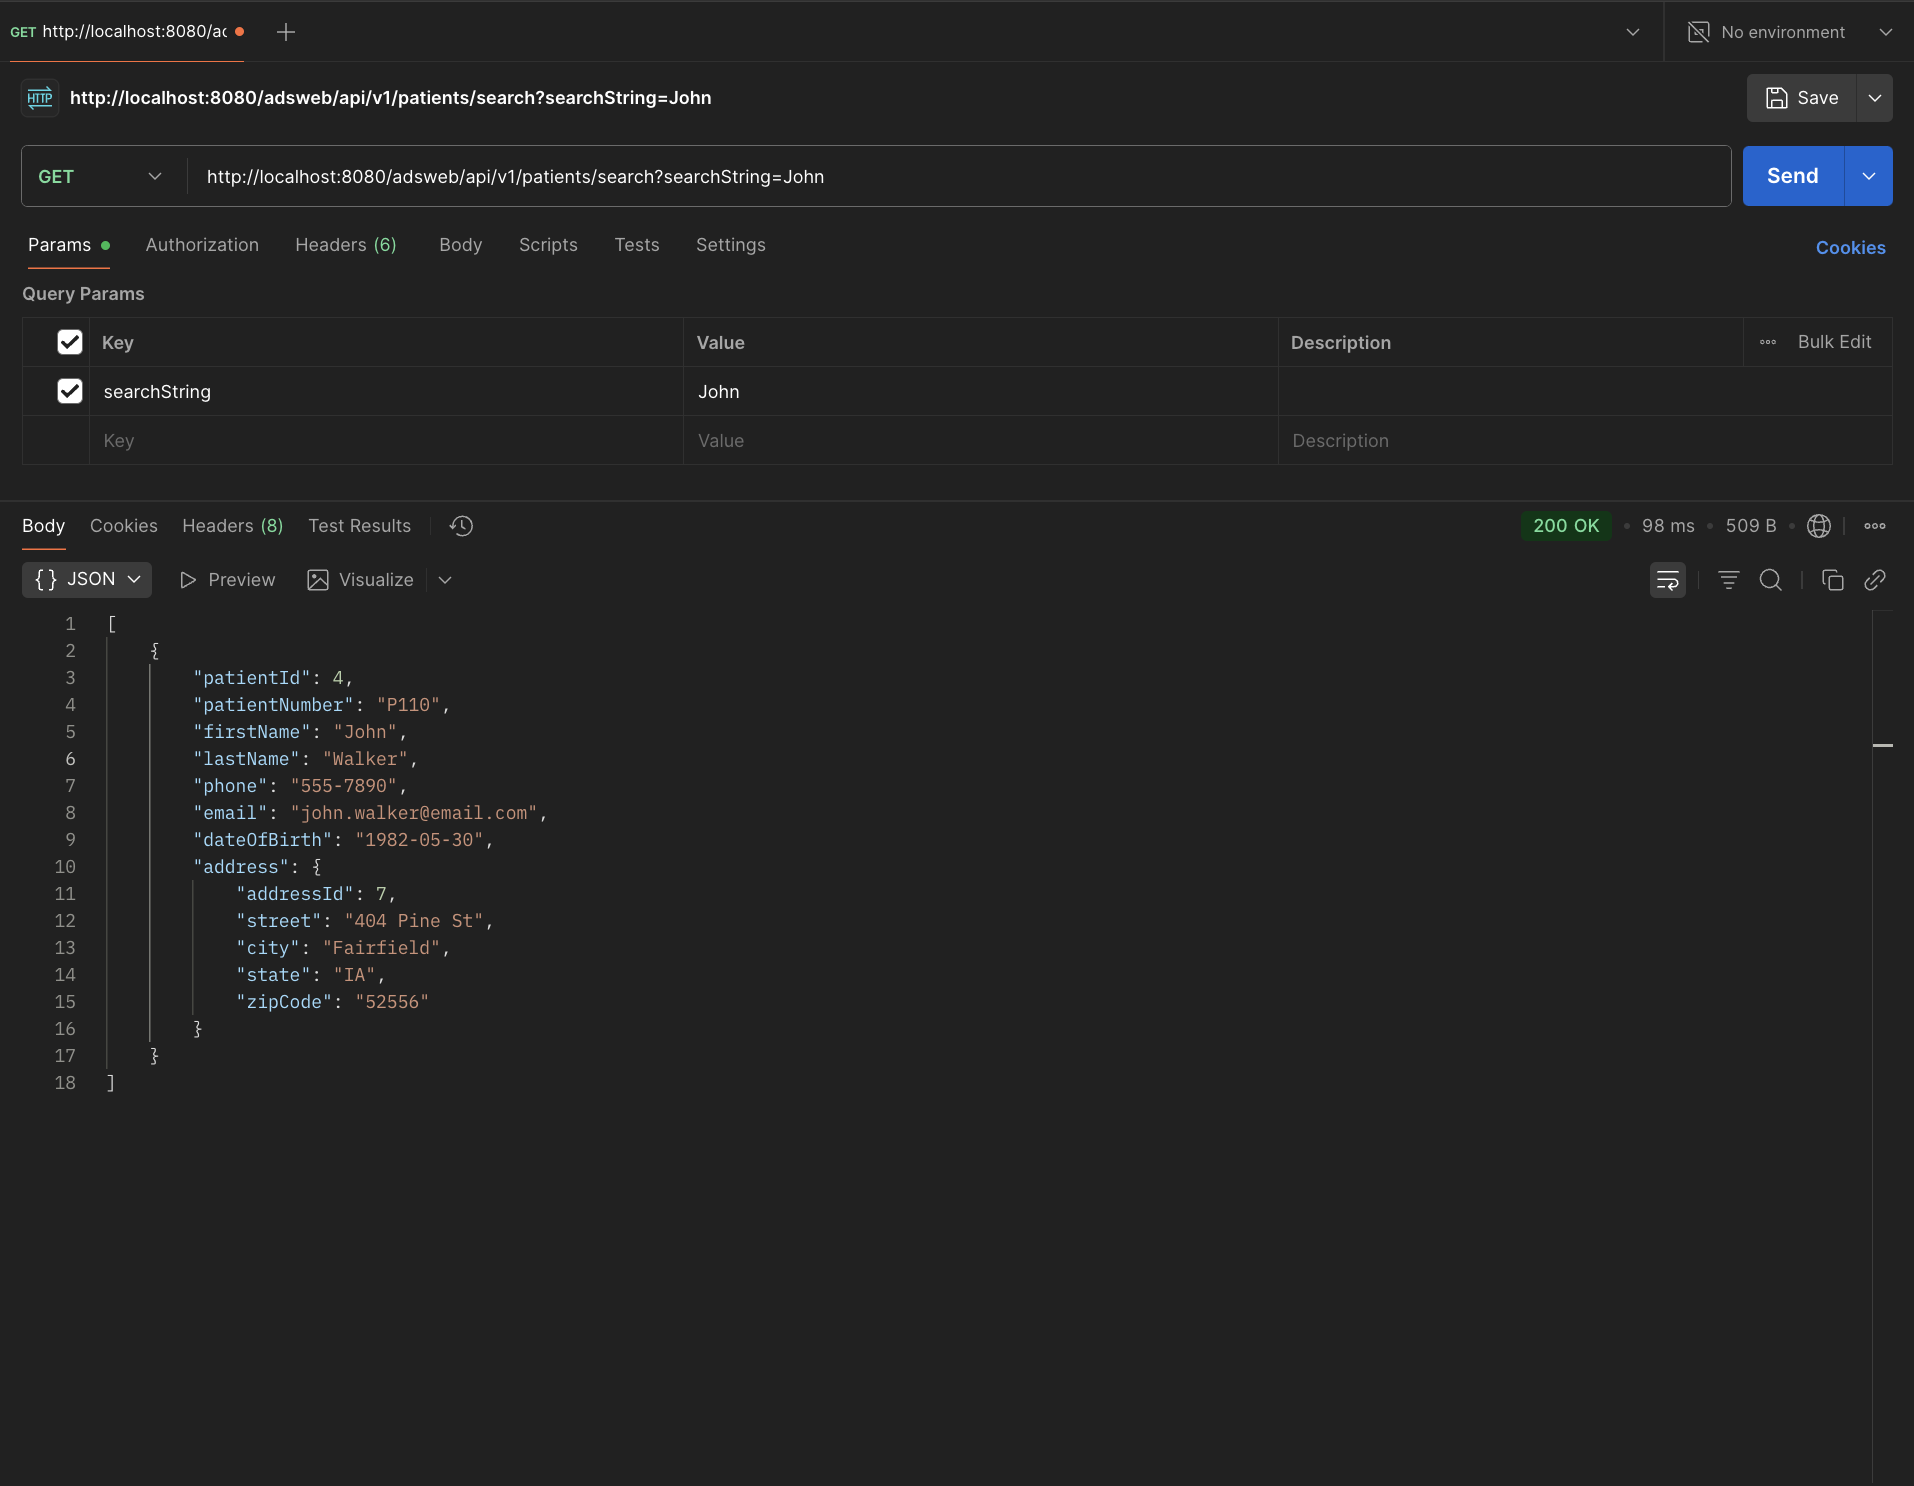 GET http://localhost:8080/ad
No environment
HTTP http://localhost:8080/adsweb/api/v1/patients/search?searchString=John
Save
GET http://localhost:8080/adsweb/api/v1/patients/search?searchString=John
Send
Params Authorization Headers (6) Body Scripts Tests Settings
Cookies
Query Params
Key Value Description Bulk Edit
searchString John
Key Value Description
Body Cookies Headers (8) Test Results
200 OK • 98 ms • 509 B •
{} JSON Preview Visualize
1 [
2 {
3 "patientId": 4,
4 "patientNumber": "P110",
5 "firstName": "John",
6 "lastName": "Walker",
7 "phone": "555-7890",
8 "email": "john.walker@email.com",
9 "dateOfBirth": "1982-05-30",
10 "address": {
11 "addressId": 7,
12 "street": "404 Pine St",
13 "city": "Fairfield",
14 "state": "IA",
15 "zipCode": "52556"
16 }
17 }
18 ]